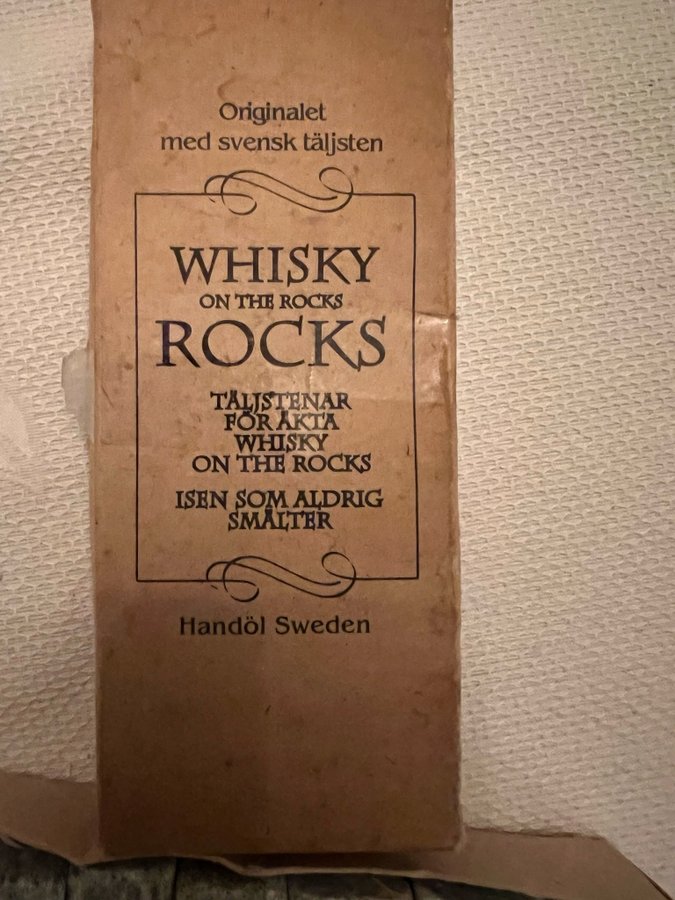 Originalet
med svensk täljsten
WHISKY
ON THE ROCKS
ROCKS
TÄLJSTENAR
FÖR ÄKTA
WHISKY
ON THE ROCKS
ISEN SOM ALDRIG
SMÄLTER
Handöl Sweden